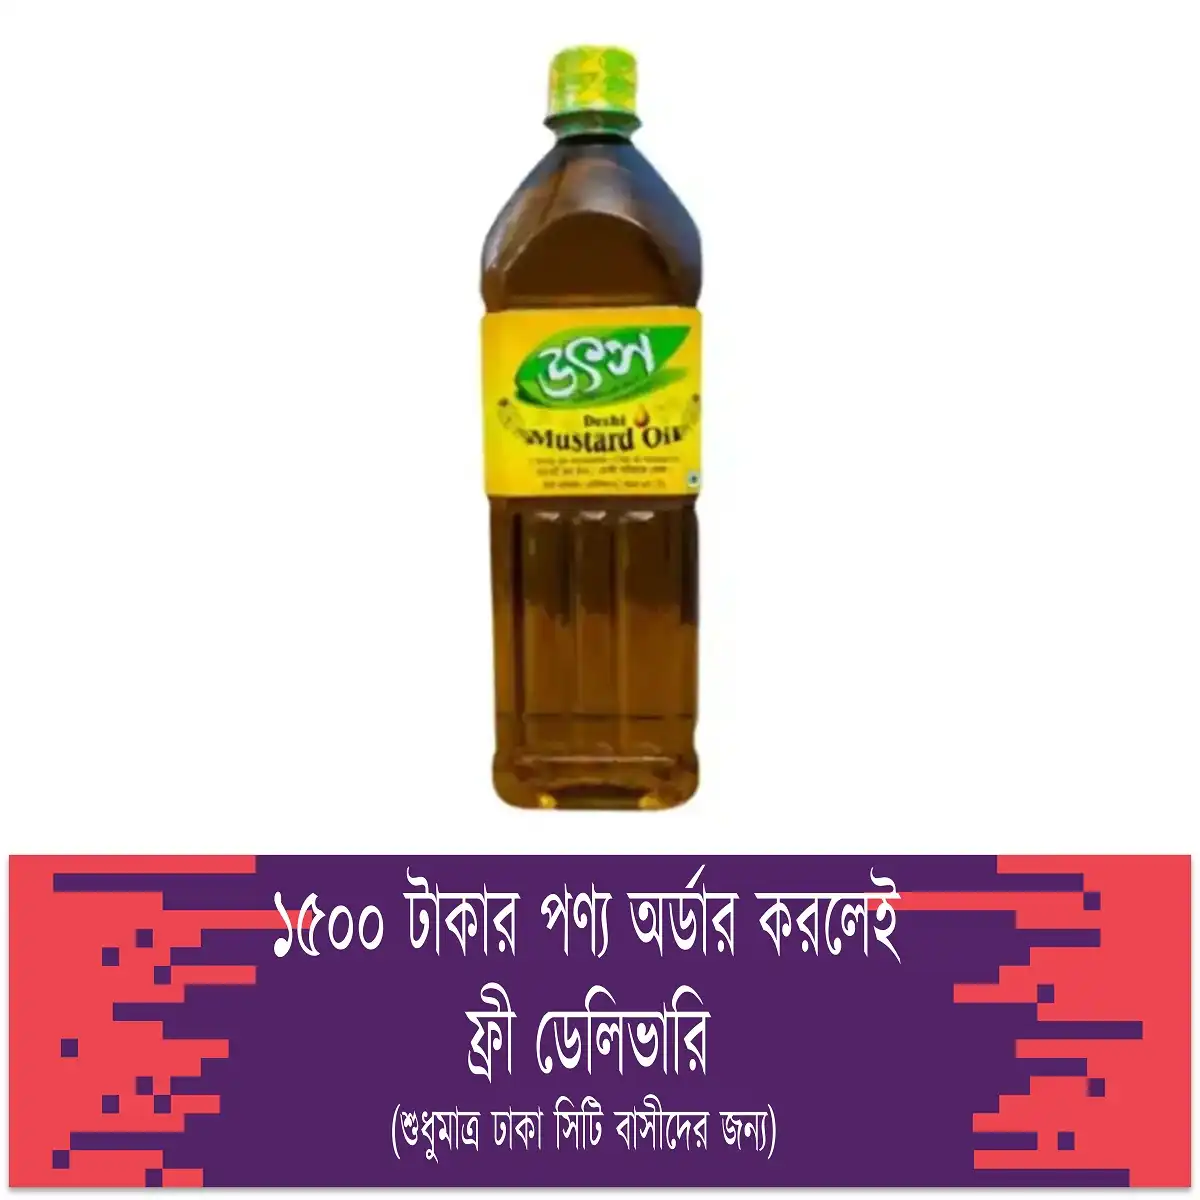 উৎস
Deshi
Mustard Oil
১৫০০ টাকার পণ্য অর্ডার করলেই
ফ্রী ডেলিভারি
(শুধুমাত্র ঢাকা সিটি বাসীদের জন্য)